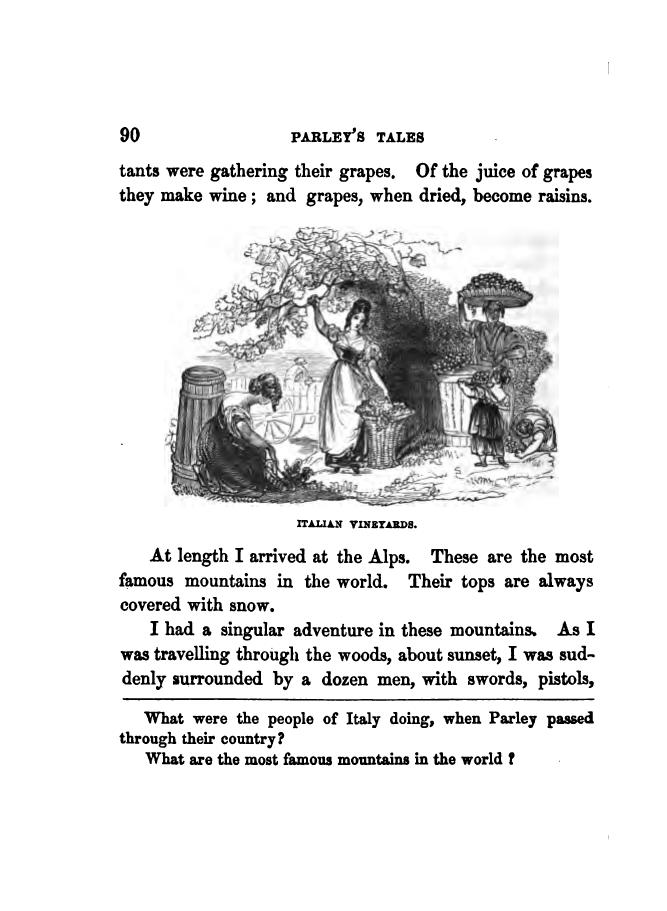 90 PARLEY'S TALES
tants were gathering their grapes. Of the juice of grapes
they make wine; and grapes, when dried, become raisins.
ITALIAN VINEYARDS.
At length I arrived at the Alps. These are the most
famous mountains in the world. Their tops are always
covered with snow.
I had a singular adventure in these mountains. As I
was travelling through the woods, about sunset, I was sud-
denly surrounded by a dozen men, with swords, pistols,
What were the people of Italy doing, when Parley passed
through their country?
What are the most famous mountains in the world?